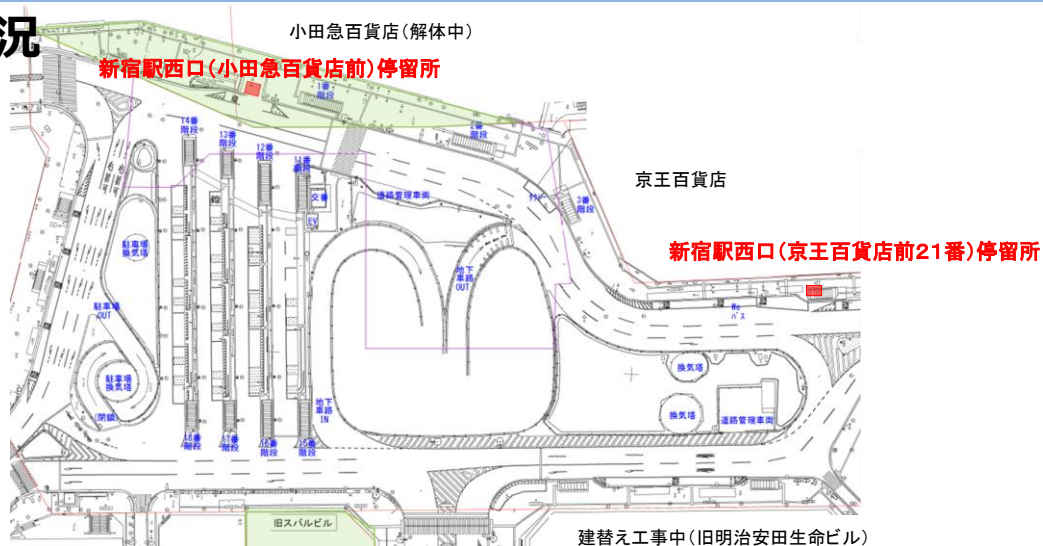 況
小田急百貨店(解体中)
新宿駅西口(小田急百貨店前)停留所
1番
階段
2番
階段
14番
階段
13番
階段
12番
階段
11番
階段
交番
EV
道路管理車両
3番
階段
京王百貨店
新宿駅西口(京王百貨店前21番)停留所
駐車場
換気塔
地下
車路
OUT
駐車場
OUT
バス
駐車場
換気塔
(閉鎖)
換気塔
換気塔
道路管理車両
地下
車路
IN
18番
階段
17番
階段
16番
階段
15番
階段
旧スバルビル
建替え工事中(旧明治安田生命ビル)